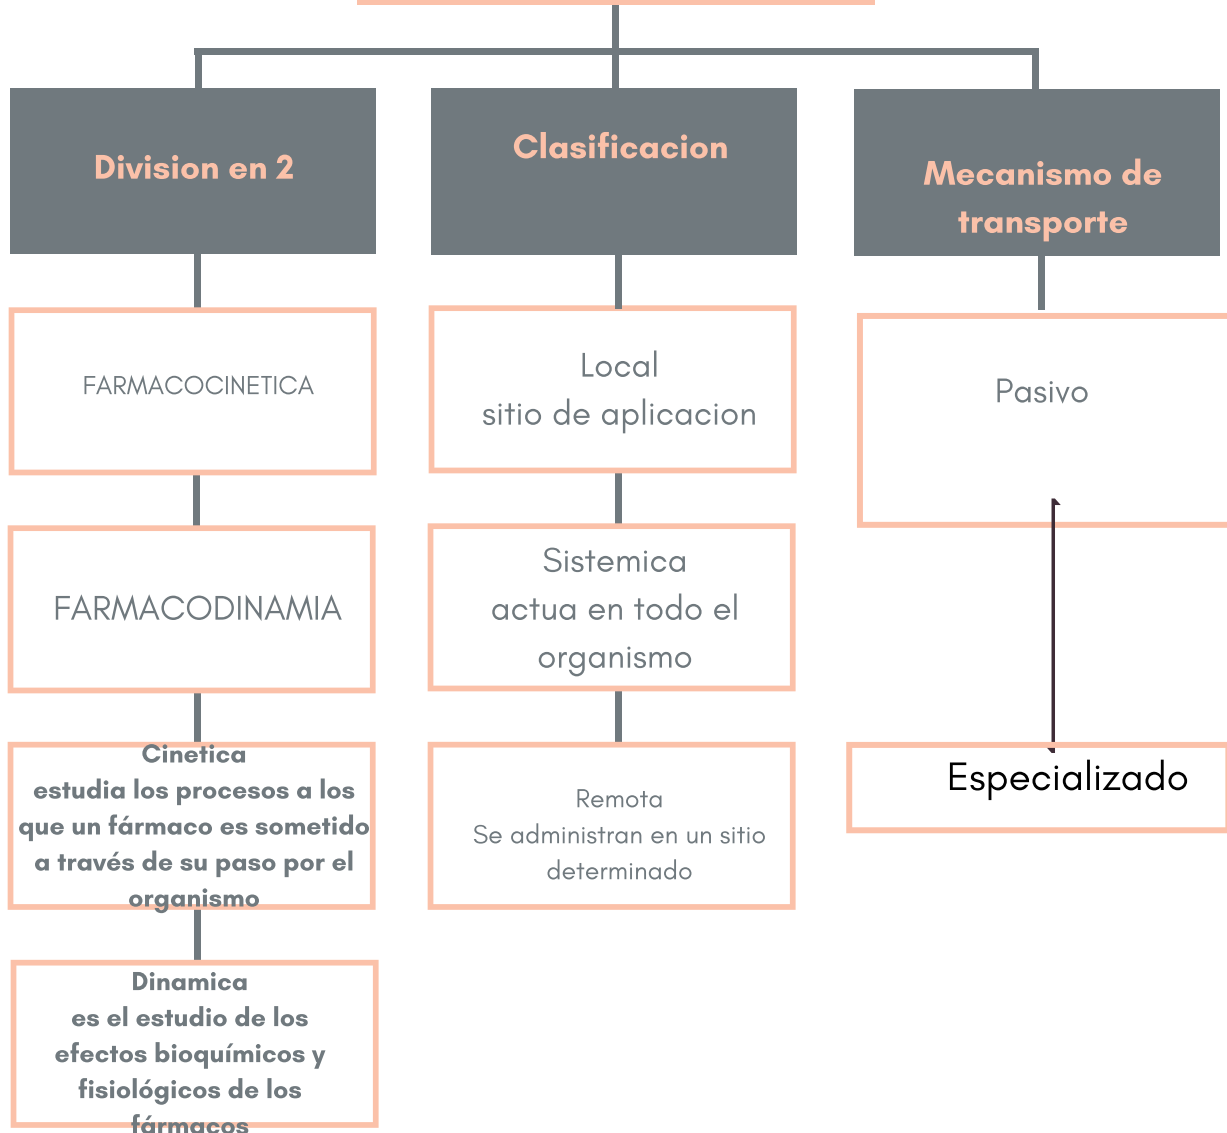 Division en 2
FARMACOCINETICA
FARMACODINAMIA
Cinetica
estudia los procesos a los
que un fármaco es sometido
a través de su paso por el
organismo
Dinamica
es el estudio de los
efectos bioquímicos y
fisiológicos de los
fármacos
Clasificacion
Local
sitio de aplicacion
Sistemica
actua en todo el
organismo
Remota
Se administran en un sitio
determinado
Mecanismo de
transporte
Pasivo
Especializado